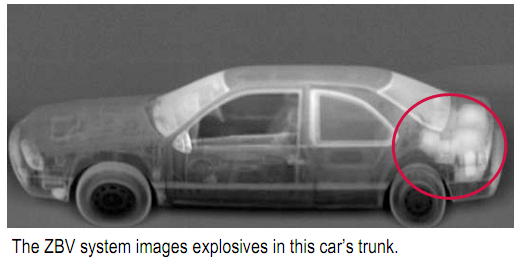 The ZBV system images explosives in this car's trunk.